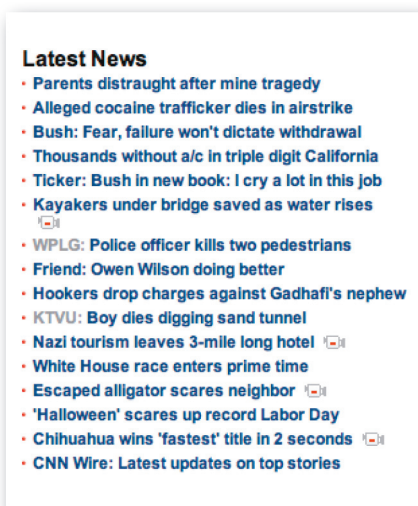 Latest News
Parents distraught after mine tragedy
Alleged cocaine trafficker dies in airstrike
Bush: Fear, failure won't dictate withdrawal
Thousands without a/c in triple digit California
Ticker: Bush in new book: I cry a lot in this job
Kayakers under bridge saved as water rises
WPLG: Police officer kills two pedestrians
Friend: Owen Wilson doing better
Hookers drop charges against Gadhafi's nephew
KTVU: Boy dies digging sand tunnel
Nazi tourism leaves 3-mile long hotel
White House race enters prime time
Escaped alligator scares neighbor
'Halloween' scares up record Labor Day
Chihuahua wins 'fastest' title in 2 seconds
CNN Wire: Latest updates on top stories